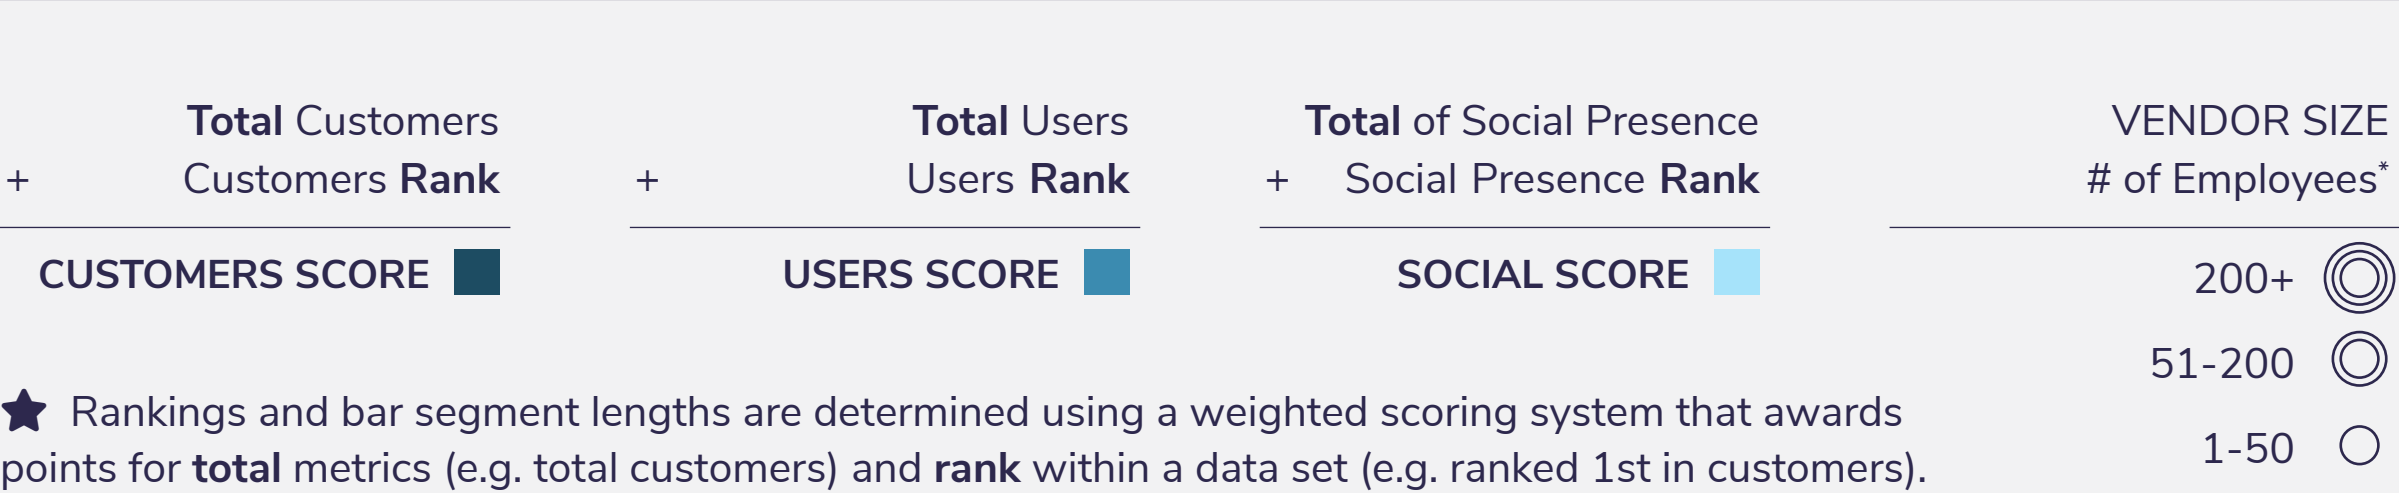 Total Customers
+ Customers Rank
CUSTOMERS SCORE
Total Users
+ Users Rank
USERS SCORE
Total of Social Presence
+ Social Presence Rank
SOCIAL SCORE
VENDOR SIZE
# of Employees*
200+
51-200
1-50
Rankings and bar segment lengths are determined using a weighted scoring system that awards
points for total metrics (e.g. total customers) and rank within a data set (e.g. ranked 1st in customers).